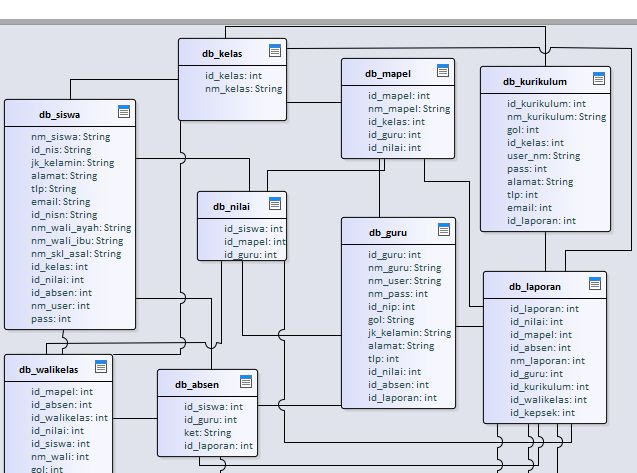 db_kelas
id_kelas: int
nm_kelas: String
db_mapel
id_mapel: int
nm_mapel: String
id_kelas: int
id_guru: int
id_nilai: int
db_kurikulum
id_kurikulum: int
nm_kurikulum: String
gol: int
id_kelas: int
user_nm: String
pass: int
alamat: String
tlp: int
email: int
id_laporan: int
db_siswa
nm_siswa: String
id_nis: String
jk_kelamin: String
alamat: String
tlp: String
email: String
id_nisn: String
nm_wali_ayah: String
nm_wali_ibu: String
nm_skl_asal: String
id_kelas: int
id_nilai: int
id_absen: int
nm_user: int
pass: int
db_nilai
id_siswa: int
id_mapel: int
id_guru: int
db_guru
id_guru: int
nm_guru: String
nm_user: String
nm_pass: int
id_nip: int
gol: String
jk_kelamin: String
alamat: String
tlp: int
id_nilai: int
id_absen: int
id_laporan: int
db_laporan
id_laporan: int
id_nilai: int
id_mapel: int
id_absen: int
nm_laporan: int
id_guru: int
id_kurikulum: int
id_walikelas: int
id_kepsek: int
db_walikelas
id_mapel: int
id_absen: int
id_walikelas: int
id_nilai: int
id_siswa: int
nm_wali: int
gol: int
db_absen
id_siswa: int
id_guru: int
ket: String
id_laporan: int